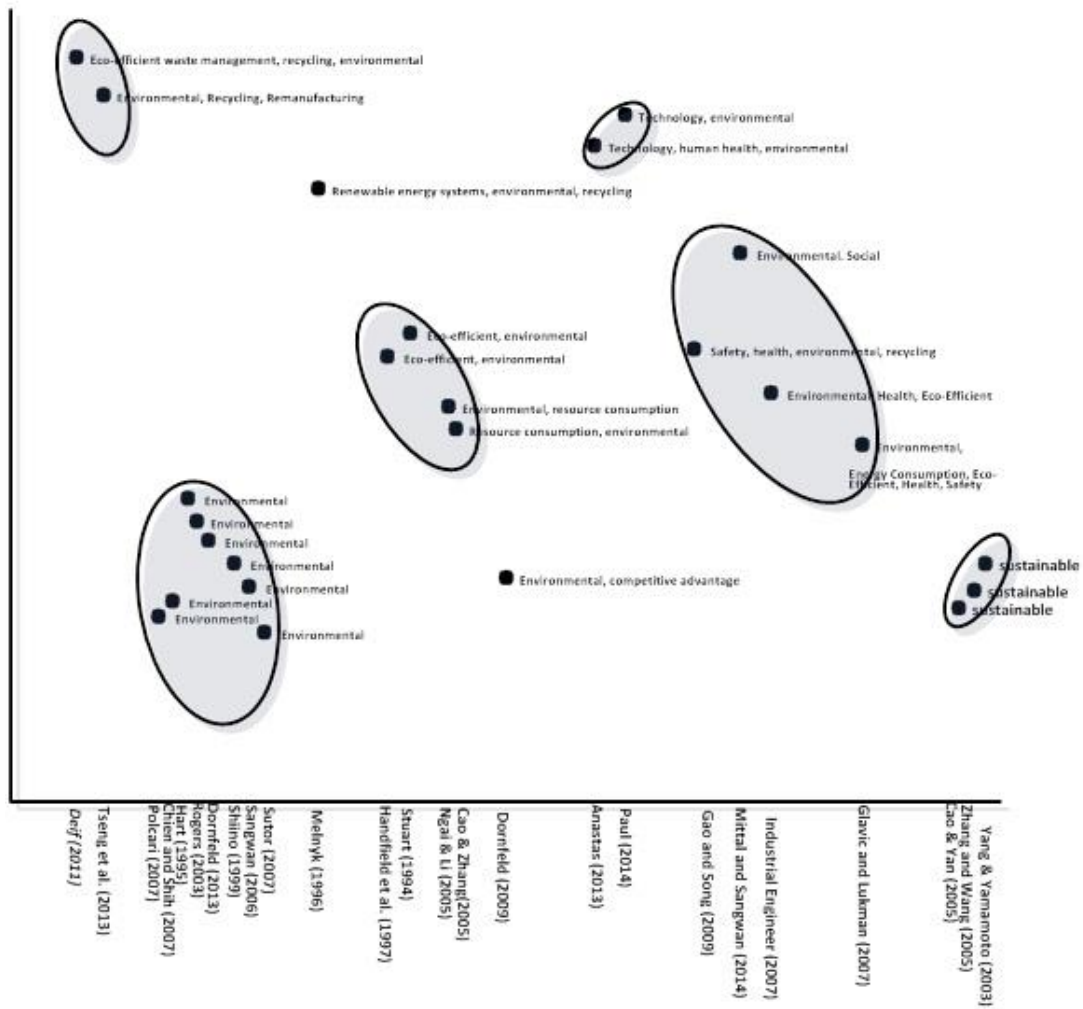 Eco-efficient waste management, recycling, environmental
Environmental, Recycling, Remanufacturing
Technology, environmental
Technology, human health, environmental
Renewable energy systems, environmental, recycling
Environmental. Social
Eco-efficient, environmental
Safety, health, environmental, recycling
Eco-efficient, environmental
Environmental, Health, Eco-Efficient
Environmental, resource consumption
Resource consumption, environmental
Environmental,
Energy Consumption, Eco-
Efficient, Health, Safety
Environmental
Environmental
Environmental
Environmental
Environmental
Environmental
Environmental
Environmental
Environmental, competitive advantage
sustainable
sustainable
sustainable
Deif (2011)
Tseng et al. (2013)
Polcari (2007)
Chien and Shih (2007)
Hart (1995)
Rogers (2003)
Dornfeld (2013)
Shiino (1999)
Sangwan (2006)
Sutor (2007)
Melnyk (1996)
Handfield et al. (1997)
Stuart (1994)
Ngai & Li (2005)
Cao & Zhang(2005)
Dornfeld (2009)
Anastas (2013)
Paul (2014)
Gao and Song (2009)
Mittal and Sangwan (2014)
Industrial Engineer (2007)
Glavic and Lukman (2007)
Cao & Yan (2005)
Zhang and Wang (2005)
Yang & Yamamoto (2003)